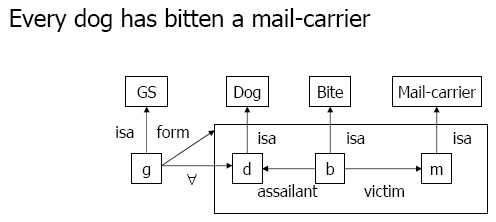 Every dog has bitten a mail-carrier
GS Dog Bite Mail-carrier
isa form isa isa isa
g ∀ d b m
assailant victim